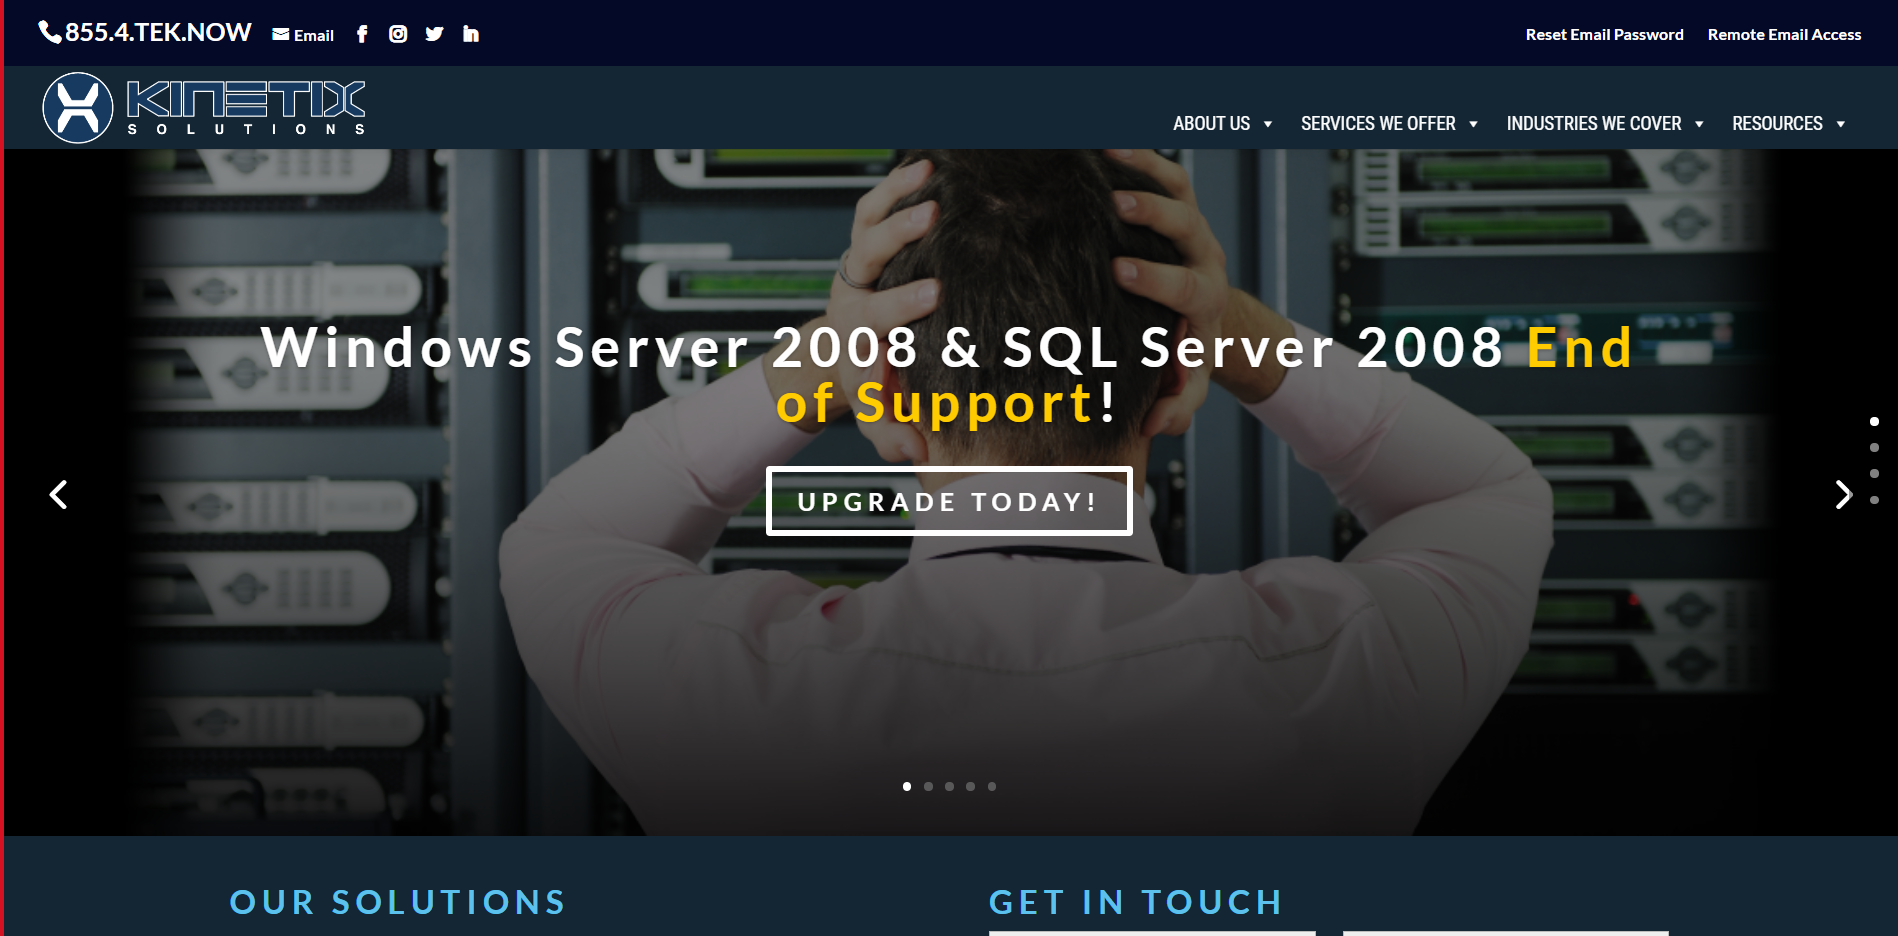 855.4.TEK.NOW Email Reset Email Password Remote Email Access
KINETIX
SOLUTIONS
ABOUT US SERVICES WE OFFER INDUSTRIES WE COVER RESOURCES
Windows Server 2008 & SQL Server 2008 End
of Support!
UPGRADE TODAY!
OUR SOLUTIONS GET IN TOUCH